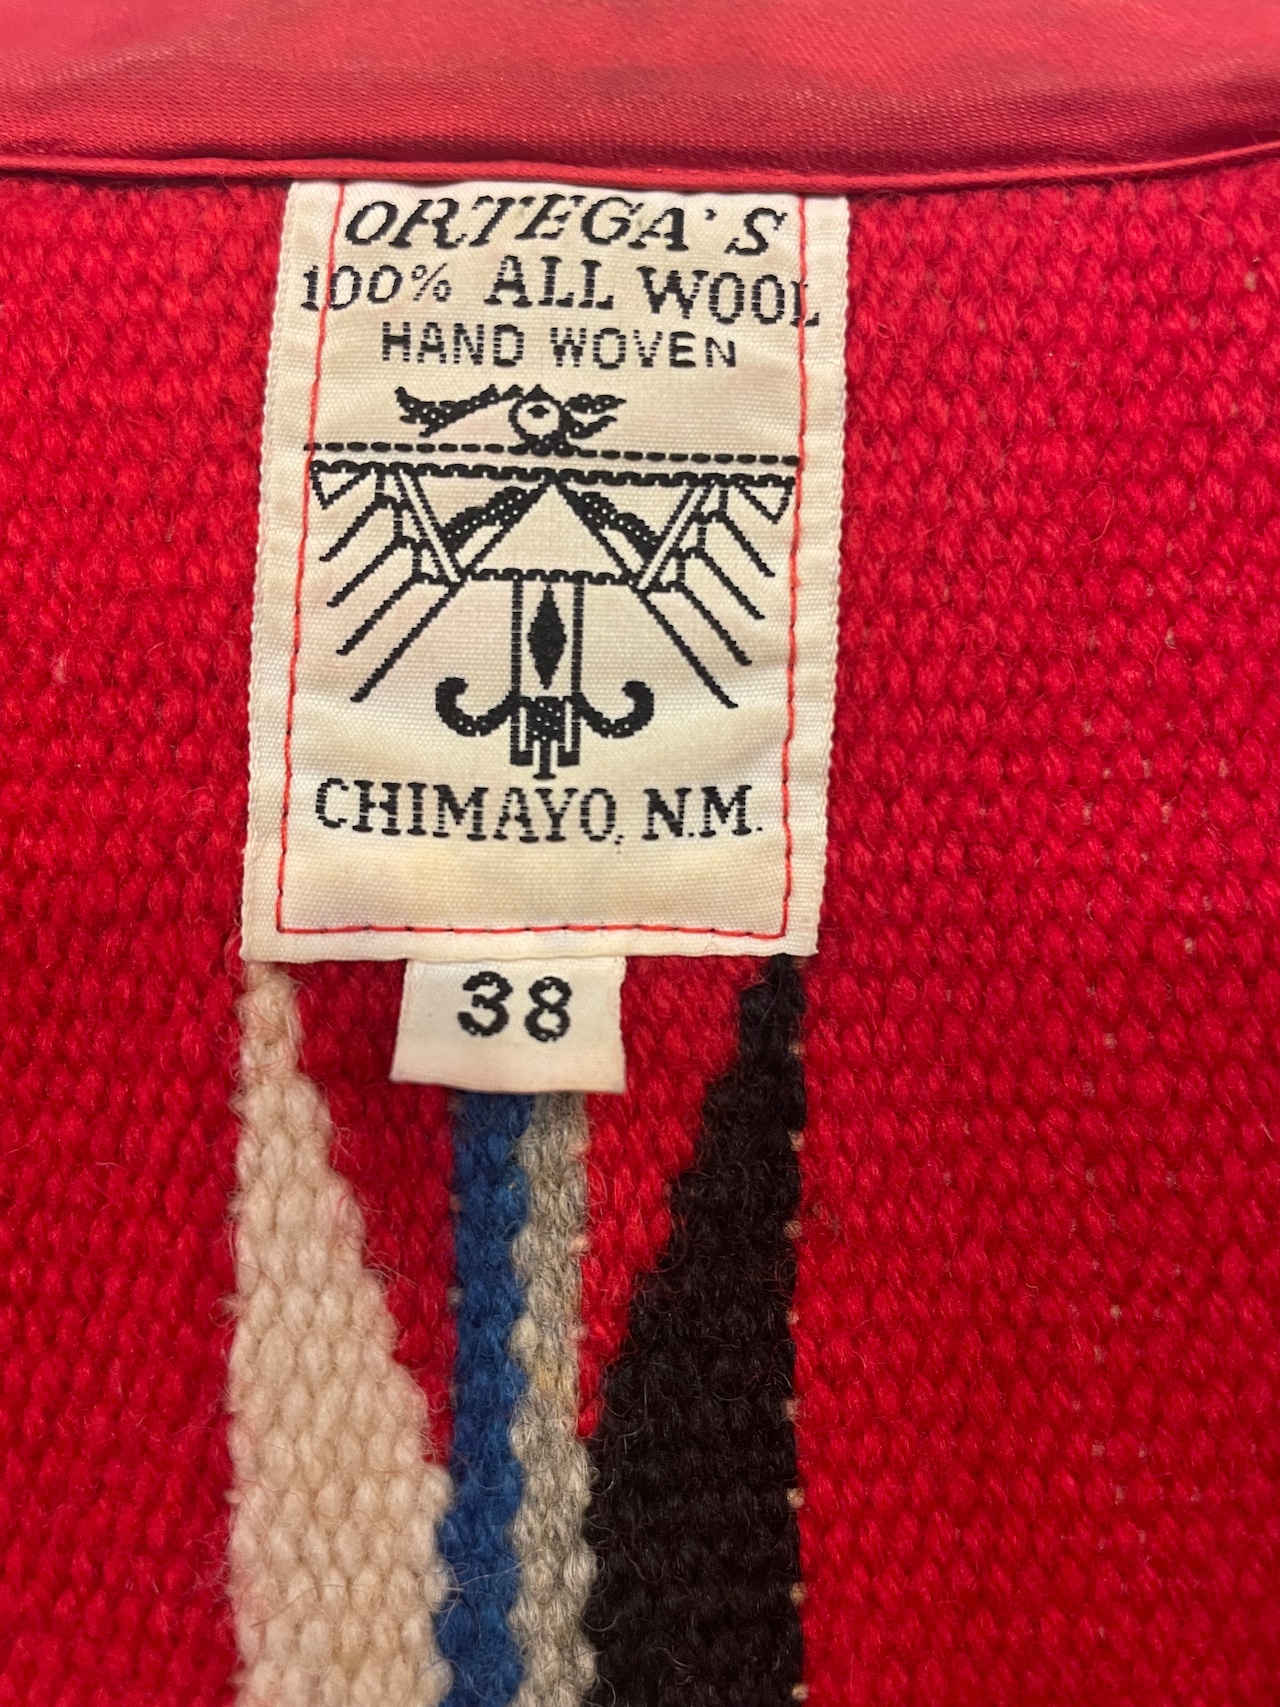 ORTEGA'S
100% ALL WOOL
HAND WOVEN
CHIMAYO, N.M.
38